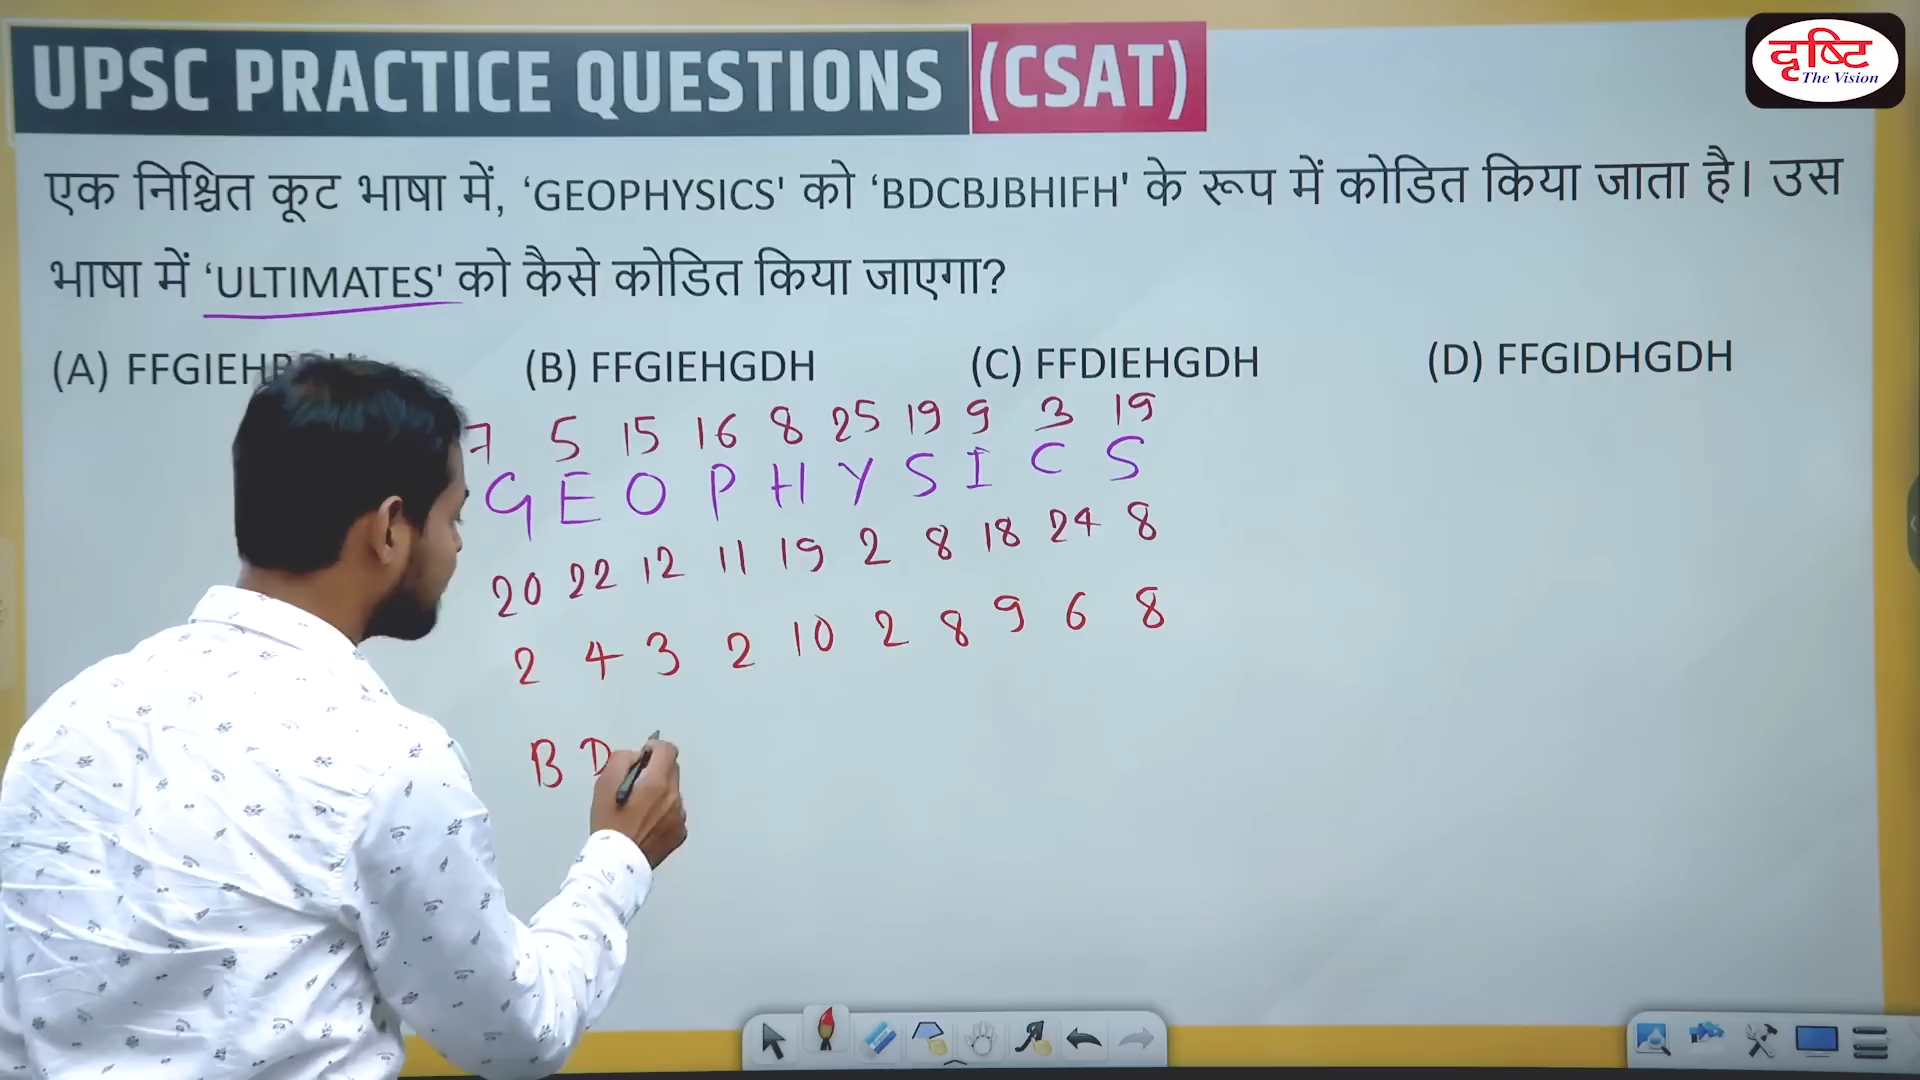 UPSC PRACTICE QUESTIONS (CSAT)
दृष्टि
The Vision
एक निश्चित कूट भाषा में, ‘GEOPHYSICS' को ‘BDCBJBHIFH' के रूप में कोडित किया जाता है। उस
भाषा में ‘ULTIMATES' को कैसे कोडित किया जाएगा?
(A) (B) FFGIEHGDH (C) FFDIEHGDH (D) FFGIDHGDH
7 5 15 16 8 25 19 9 3 19
G E O P H Y S I C S
20 22 12 11 19 2 8 18 24 8
2 4 3 2 10 2 8 9 6 8
B D